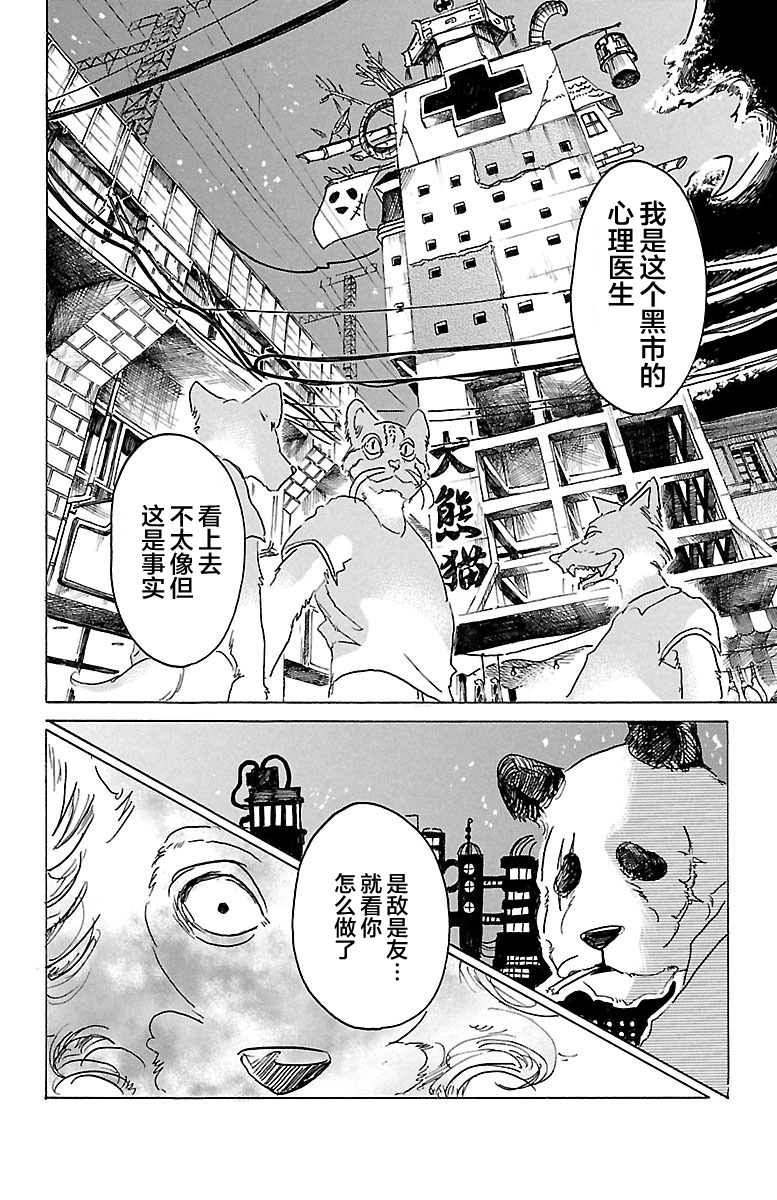 我是这个黑市的
心理医生
看上去
不太像但
这是事实
大熊猫
是敌是友…
就看你
怎么做了